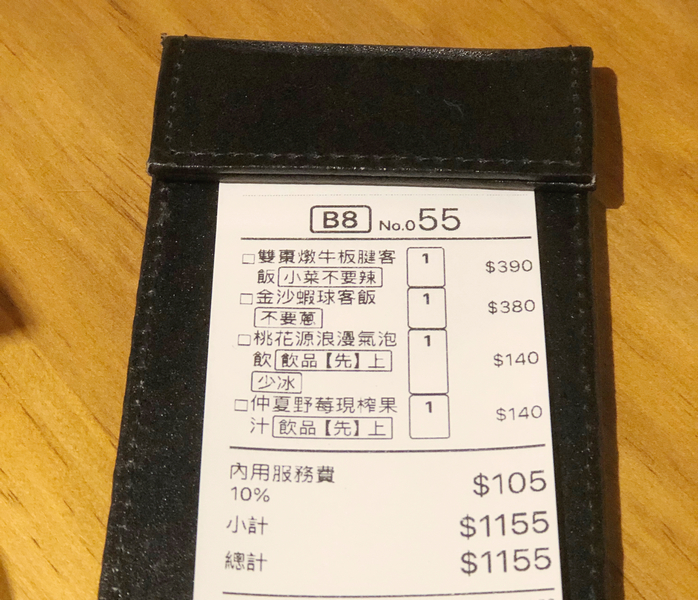 B8 No.055
□雙棗燉牛板腱客 1 $390
飯 小菜不要辣
□金沙蝦球客飯 1 $380
不要蔥
□桃花源浪漫氣泡 1 $140
飲 飲品【先】上
少冰
□仲夏野莓現榨果 1 $140
汁 飲品【先】上
內用服務費 $105
10%
小計 $1155
總計 $1155